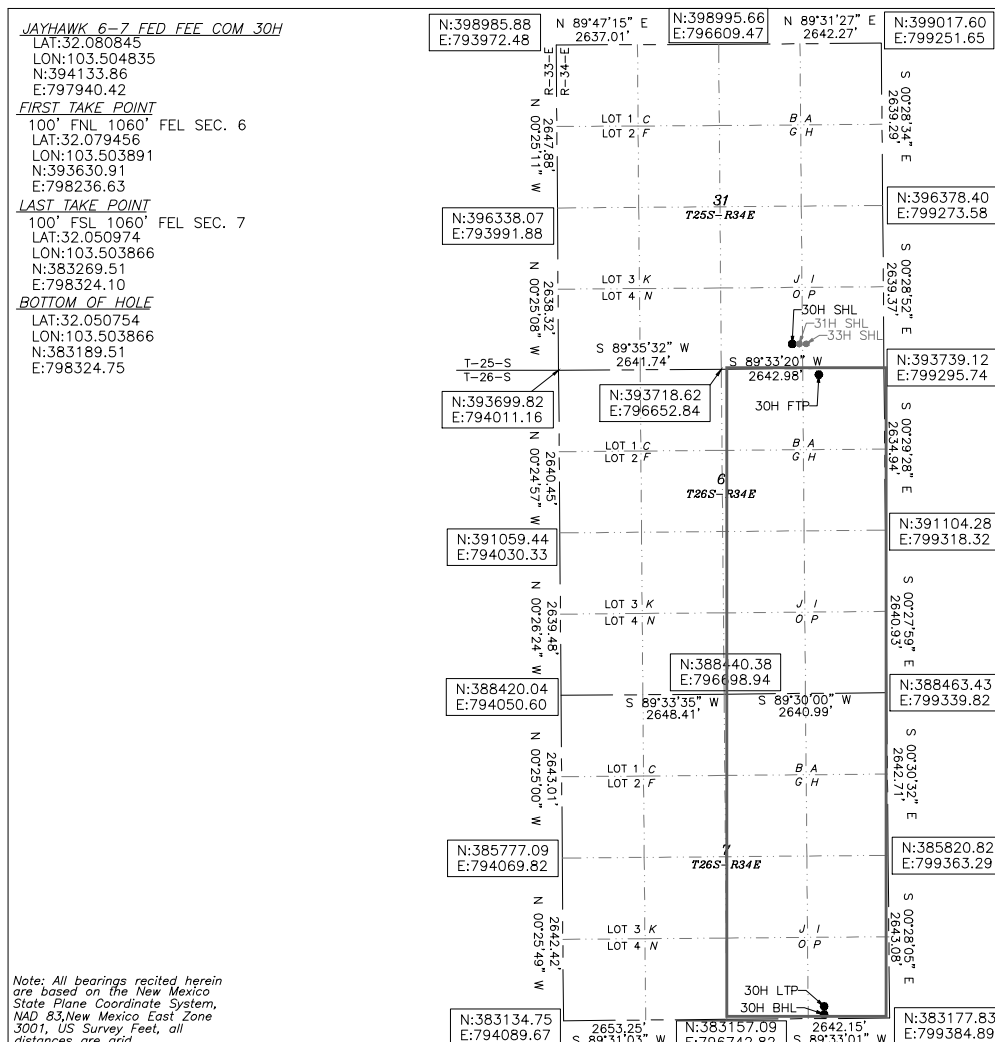 JAYHAWK 6-7 FED FEE COM 30H
LAT:32.080845
LON:103.504835
N:394133.86
E:797940.42
FIRST TAKE POINT
100' FNL 1060' FEL SEC. 6
LAT:32.079456
LON:103.503891
N:393630.91
E:798236.63
LAST TAKE POINT
100' FSL 1060' FEL SEC. 7
LAT:32.050974
LON:103.503866
N:383269.51
E:798324.10
BOTTOM OF HOLE
LAT:32.050754
LON:103.503866
N:383189.51
E:798324.75
N:398985.88
E:793972.48
N 89°47'15" E
2637.01'
N:398995.66
E:796609.47
N 89°31'27" E
2642.27'
N:399017.60
E:799251.65
R-33-E
R-34-E
N 00°25'11" W
2647.88'
LOT 1 C
LOT 2 F
B A
G H
S 00°28'34" E
2639.29'
31
T25S-R34E
N:396338.07
E:793991.88
N:396378.40
E:799273.58
N 00°25'08" W
2638.32'
LOT 3 K
LOT 4 N
J I
O P
S 00°28'52" E
2639.37'
30H SHL
31H SHL
33H SHL
S 89°35'32" W
2641.74'
S 89°33'20" W
2642.98'
T-25-S
T-26-S
N:393699.82
E:794011.16
N:393718.62
E:796652.84
N:393739.12
E:799295.74
30H FTP
N 00°24'57" W
2640.45'
LOT 1 C
LOT 2 F
B A
G H
S 00°29'28" E
2634.94'
6
T26S-R34E
N:391059.44
E:794030.33
N:391104.28
E:799318.32
N 00°26'24" W
2639.48'
LOT 3 K
LOT 4 N
J I
O P
S 00°27'59" E
2640.93'
N:388440.38
E:796698.94
N:388420.04
E:794050.60
N:388463.43
E:799339.82
S 89°33'35" W
2648.41'
S 89°30'00" W
2640.99'
N 00°25'00" W
2643.01'
LOT 1 C
LOT 2 F
B A
G H
S 00°30'32" E
2642.71'
7
T26S-R34E
N:385777.09
E:794069.82
N:385820.82
E:799363.29
N 00°25'49" W
2642.42'
LOT 3 K
LOT 4 N
J I
O P
S 00°28'05" E
2643.08'
30H LTP
30H BHL
N:383134.75
E:794089.67
2653.25'
S 89°31'03" W
N:383157.09
E:796742.82
2642.15'
S 89°33'01" W
N:383177.83
E:799384.89
Note: All bearings recited herein
are based on the New Mexico
State Plane Coordinate System,
NAD 83,New Mexico East Zone
3001, US Survey Feet, all
distances are grid